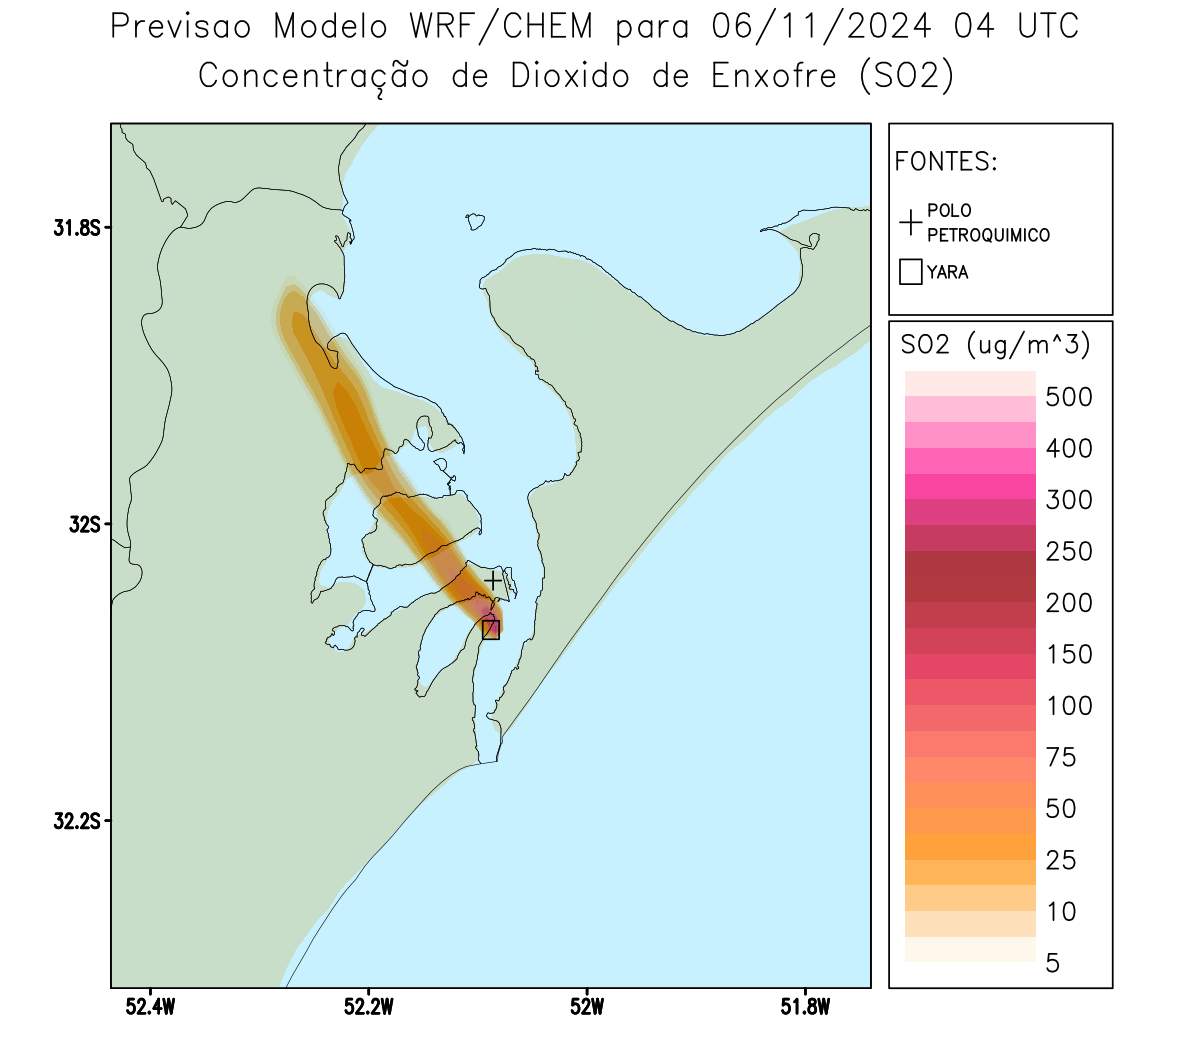 Previsao Modelo WRF/CHEM para 06/11/2024 04 UTC
Concentração de Dioxido de Enxofre (SO2)
FONTES:
POLO
PETROQUIMICO
YARA
31.8S
32S
32.2S
52.4W
52.2W
52W
51.8W
SO2 (ug/m^3)
500
400
300
250
200
150
100
75
50
25
10
5